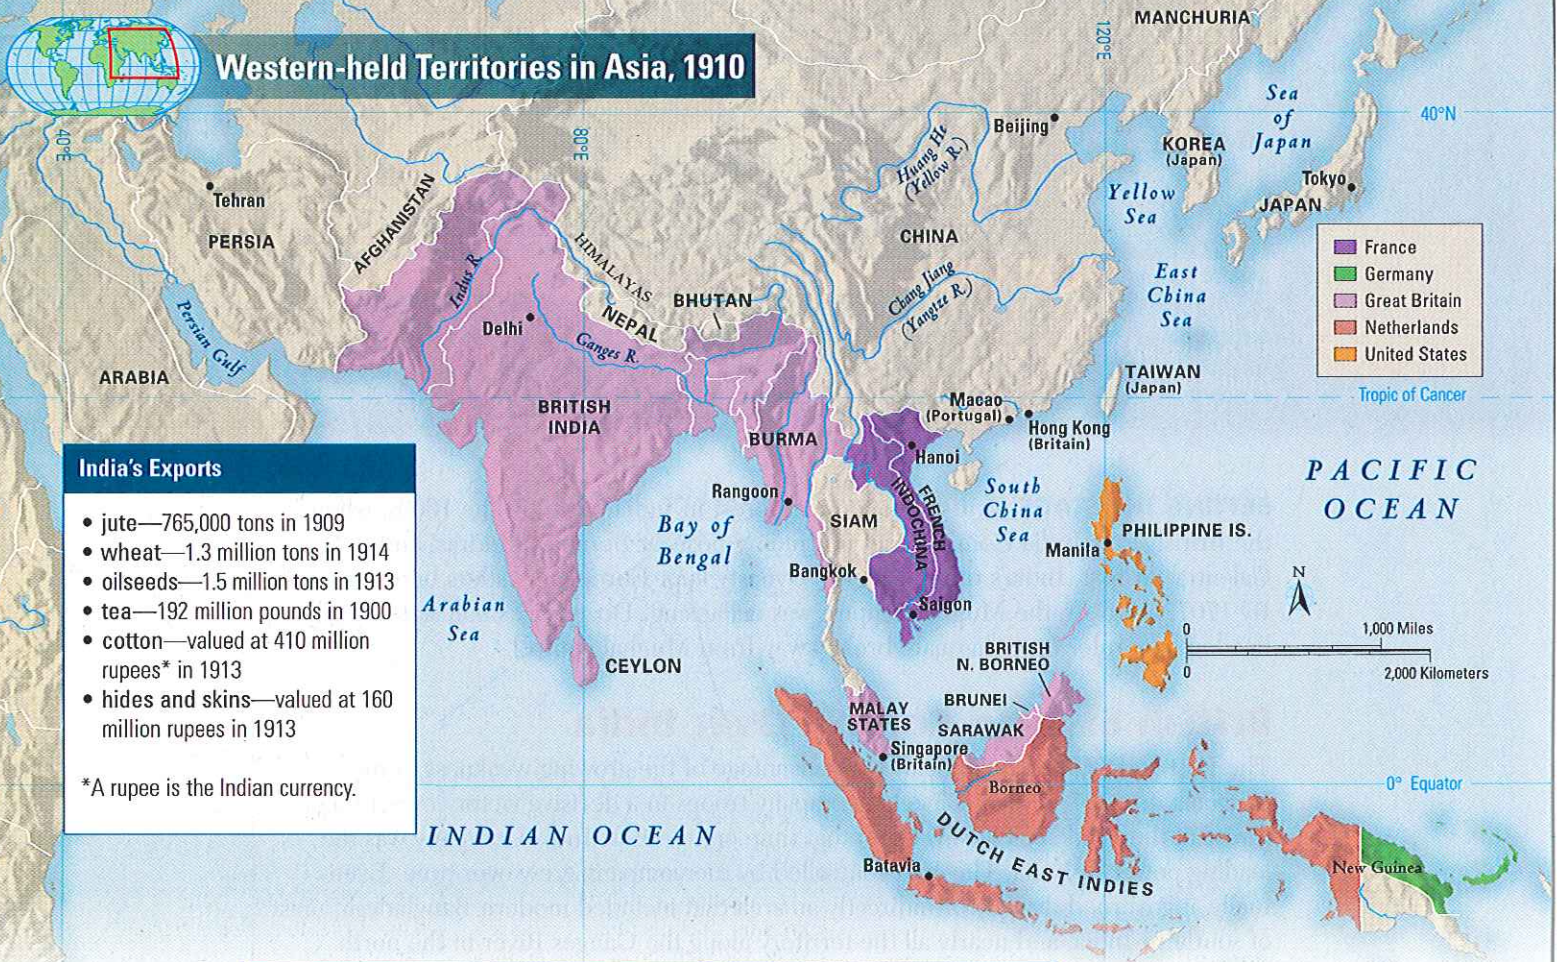 Western-held Territories in Asia, 1910
MANCHURIA
120°E
40°E
80°E
40°N
Sea
of
Japan
Beijing
Huang He
(Yellow R.)
KOREA
(Japan)
Tokyo
JAPAN
Yellow
Sea
Tehran
PERSIA
AFGHANISTAN
CHINA
Indus R.
HIMALAYAS
Chang Jiang
(Yangtze R.)
East
China
Sea
BHUTAN
NEPAL
Persian Gulf
Delhi
Ganges R.
ARABIA
TAIWAN
(Japan)
France
Germany
Great Britain
Netherlands
United States
Tropic of Cancer
BRITISH
INDIA
BURMA
Macao
(Portugal)
Hong Kong
(Britain)
Hanoi
FRENCH
INDOCHINA
Rangoon
Bay of
Bengal
SIAM
South
China
Sea
PACIFIC
OCEAN
PHILIPPINE IS.
Manila
Bangkok
Saigon
Arabian
Sea
N
0
1,000 Miles
0
2,000 Kilometers
CEYLON
BRITISH
N. BORNEO
BRUNEI
SARAWAK
MALAY
STATES
Singapore
(Britain)
Borneo
0° Equator
INDIAN OCEAN
DUTCH EAST INDIES
Batavia
New Guinea
India's Exports
• jute—765,000 tons in 1909
• wheat—1.3 million tons in 1914
• oilseeds—1.5 million tons in 1913
• tea—192 million pounds in 1900
• cotton—valued at 410 million
rupees* in 1913
• hides and skins—valued at 160
million rupees in 1913
*A rupee is the Indian currency.